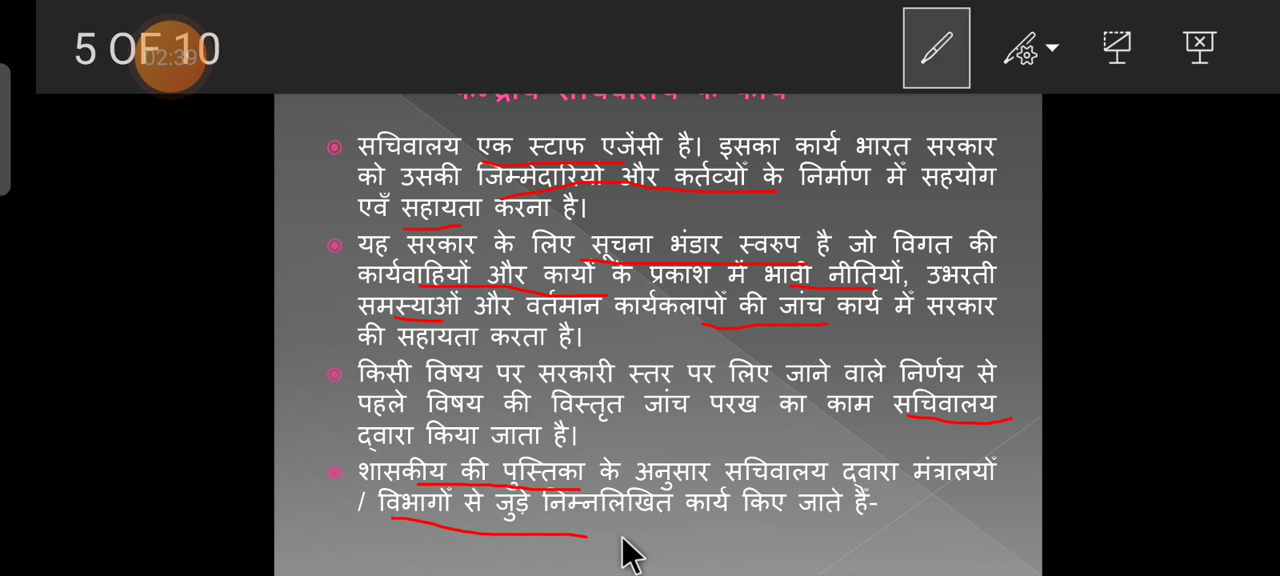 5 OF 10
02:39
केन्द्रीय सचिवालय के कार्य
सचिवालय एक स्टाफ एजेंसी है। इसका कार्य भारत सरकार
को उसकी जिम्मेदारियों और कर्तव्यों के निर्माण में सहयोग
एवँ सहायता करना है।
यह सरकार के लिए सूचना भंडार स्वरुप है जो विगत की
कार्यवाहियों और कार्यों के प्रकाश में भावी नीतियों, उभरती
समस्याओं और वर्तमान कार्यकलापों की जांच कार्य में सरकार
की सहायता करता है।
किसी विषय पर सरकारी स्तर पर लिए जाने वाले निर्णय से
पहले विषय की विस्तृत जांच परख का काम सचिवालय
द्वारा किया जाता है।
शासकीय की पुस्तिका के अनुसार सचिवालय द्वारा मंत्रालयों
/ विभागों से जुड़े निम्नलिखित कार्य किए जाते हैं-